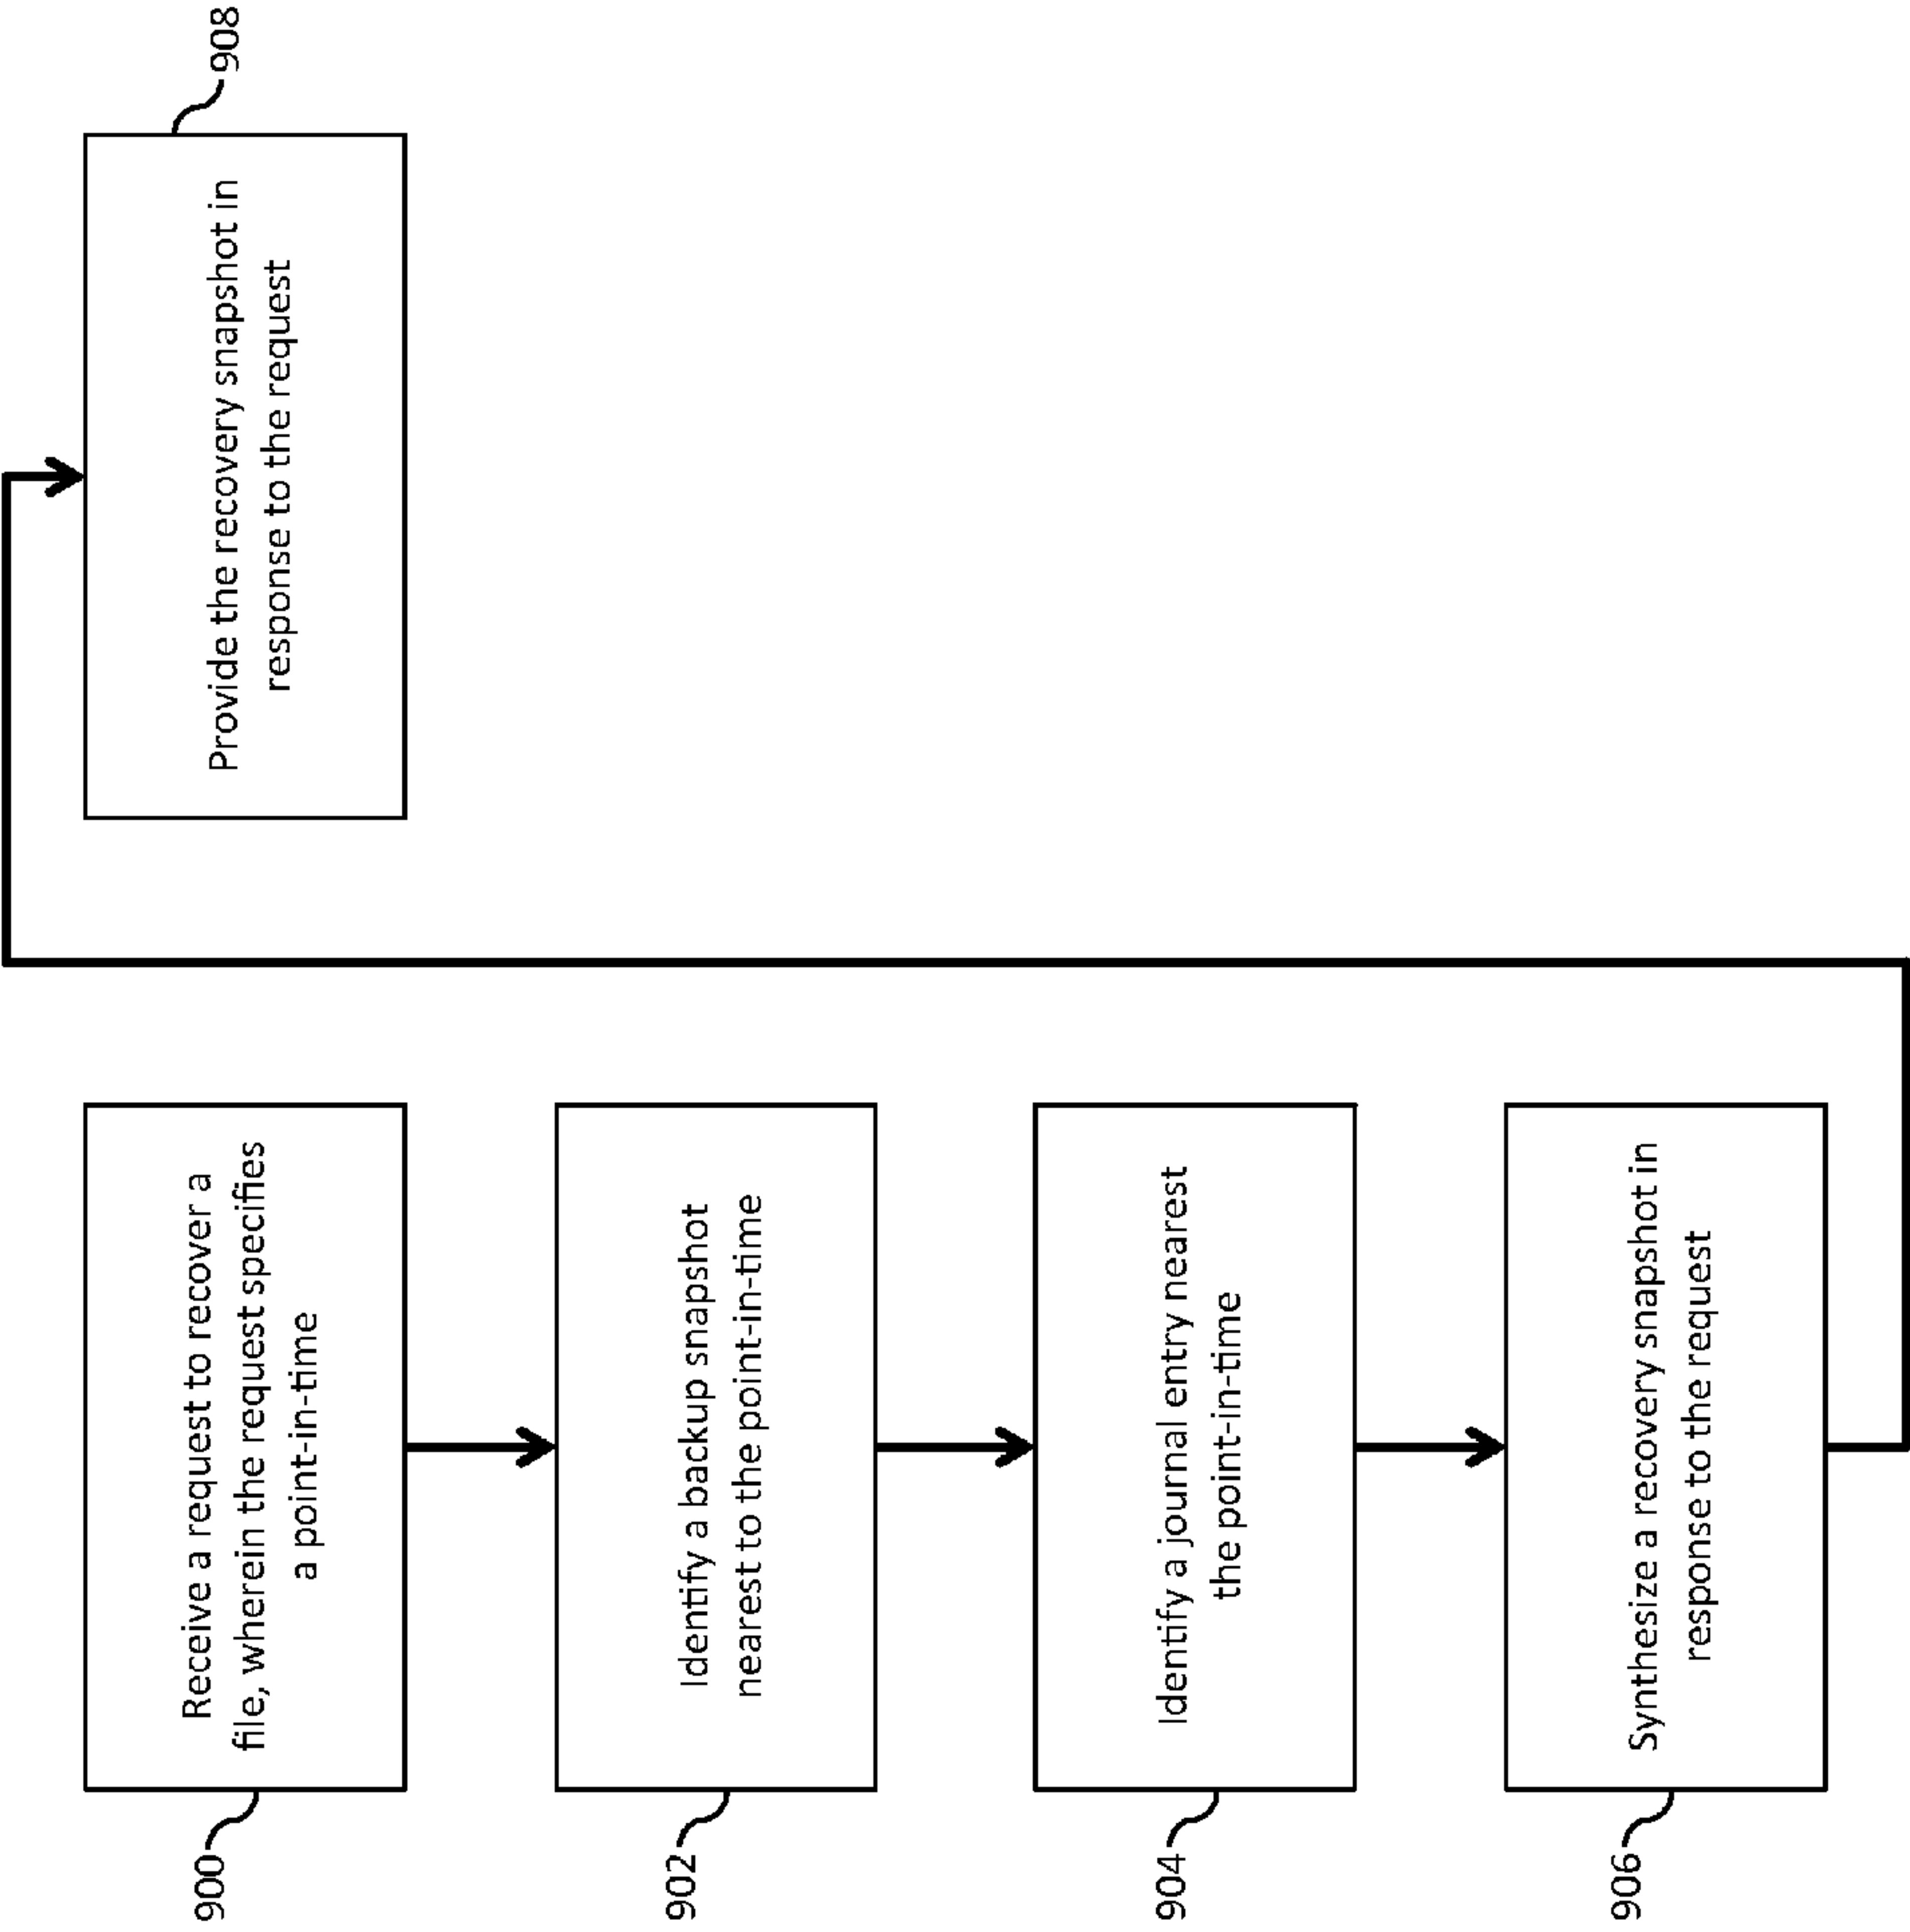 900
Receive a request to recover a
file, wherein the request specifies
a point-in-time
902
Identify a backup snapshot
nearest to the point-in-time
904
Identify a journal entry nearest
the point-in-time
906
Synthesize a recovery snapshot in
response to the request
Provide the recovery snapshot in
response to the request
908